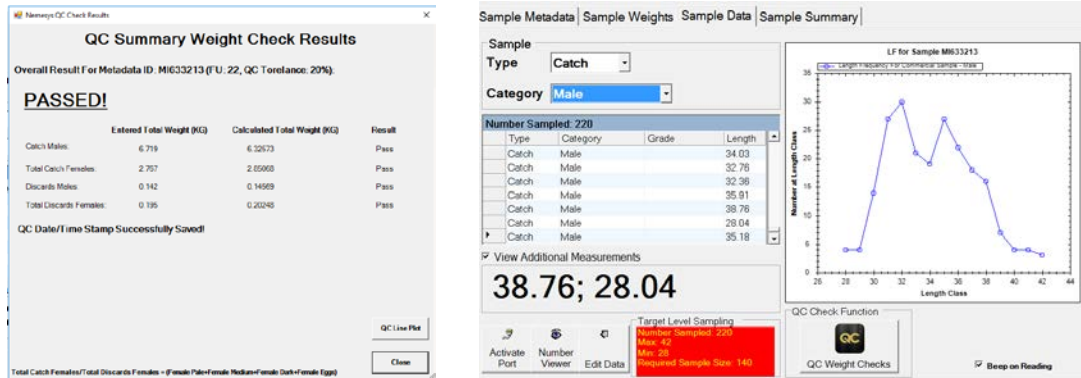 Nemesys QC Check Results
QC Summary Weight Check Results
Overall Result For Metadata ID: MI633213 (FU: 22, QC Torelance: 20%):
PASSED!
Entered Total Weight (KG) Calculated Total Weight (KG) Result
Catch Males: 6.719 6.32573 Pass
Total Catch Females: 2.757 Pass
Discards Males: 0.142 0.14569 Pass
Total Discards Females: 0.195 0.20248 Pass
QC Date/Time Stamp Successfully Saved!
QC Line Plot
Close
Total Catch Females/Total Discards Females = (Female Pale+Female Medium+Female Dark+Female Eggs)
Sample Metadata Sample Weights Sample Data Sample Summary
Sample
Type Catch
Category Male
Number Sampled: 220
Type Category Grade Length
Catch Male 34.03
Catch Male 32.76
Catch Male 32.36
Catch Male 35.91
Catch Male 38.76
Catch Male 28.04
Catch Male 35.18
View Additional Measurements
38.76; 28.04
Activate Port
Number Viewer
Edit Data
Target Level Sampling
Number Sampled: 220
Max: 42
Min: 28
Required Sample Size: 140
LF for Sample MI633213
Length Frequency For Commercial Sample - Male
Number at Length Class
35
30
25
20
15
10
5
0
26 28 30 32 34 36 38 40 42 44
Length Class
QC Check Function
QC
QC Weight Checks
Beep on Reading